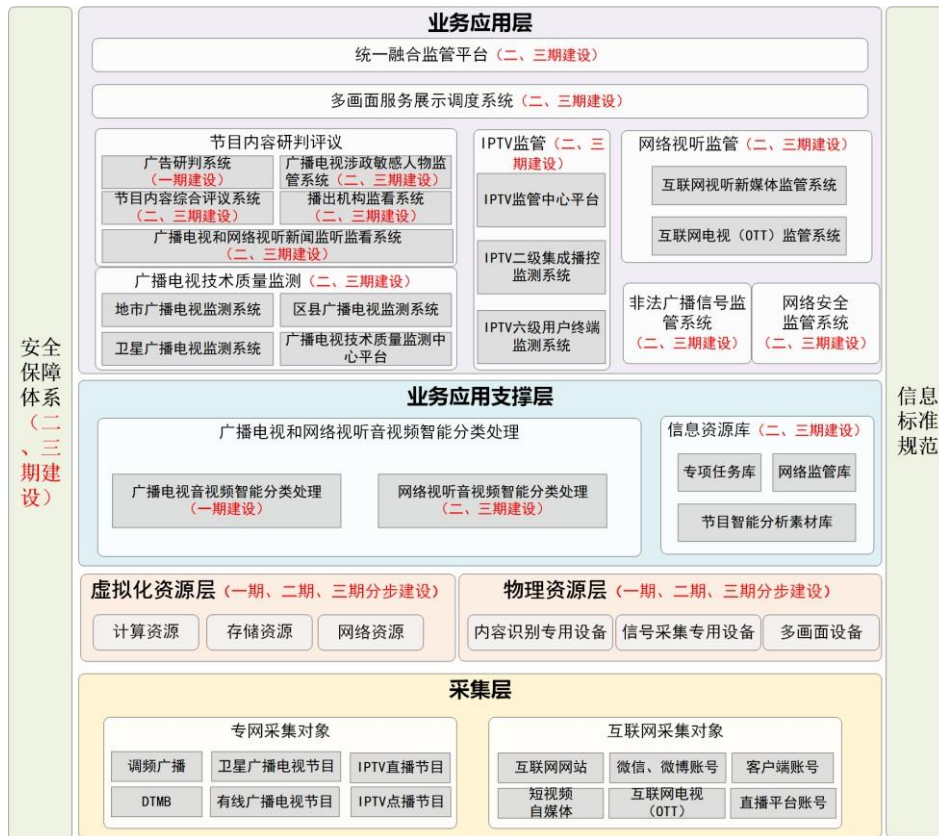 业务应用层
统一融合监管平台（二、三期建设）
多画面服务展示调度系统（二、三期建设）
节目内容研判评议
广告研判系统
（一期建设）
广播电视涉政敏感人物监
管系统（二、三期建设）
节目内容综合评议系统
（二、三期建设）
播出机构监看系统
（二、三期建设）
广播电视和网络视听新闻监听监看系统
（二、三期建设）
广播电视技术质量监测（二、三期建设）
地市广播电视监测系统
区县广播电视监测系统
卫星广播电视监测系统
广播电视技术质量监测中
心平台
IPTV监管（二、三
期建设）
IPTV监管中心平台
IPTV二级集成播控
监测系统
IPTV六级用户终端
监测系统
网络视听监管（二、三期建设）
互联网视听新媒体监管系统
互联网电视（OTT）监管系统
非法广播信号监
管系统
（二、三期建设）
网络安全
监管系统
（二、三期建设）
安全
保障
体系
（二
、三
期建
设）
信息
标准
规范
业务应用支撑层
广播电视和网络视听音视频智能分类处理
广播电视音视频智能分类处理
（一期建设）
网络视听音视频智能分类处理
（二、三期建设）
信息资源库（二、三期建设）
专项任务库
网络监管库
节目智能分析素材库
虚拟化资源层（一期、二期、三期分步建设）
计算资源
存储资源
网络资源
物理资源层（一期、二期、三期分步建设）
内容识别专用设备
信号采集专用设备
多画面设备
采集层
专网采集对象
调频广播
卫星广播电视节目
IPTV直播节目
DTMB
有线广播电视节目
IPTV点播节目
互联网采集对象
互联网网站
微信、微博账号
客户端账号
短视频
自媒体
互联网电视
（OTT）
直播平台账号